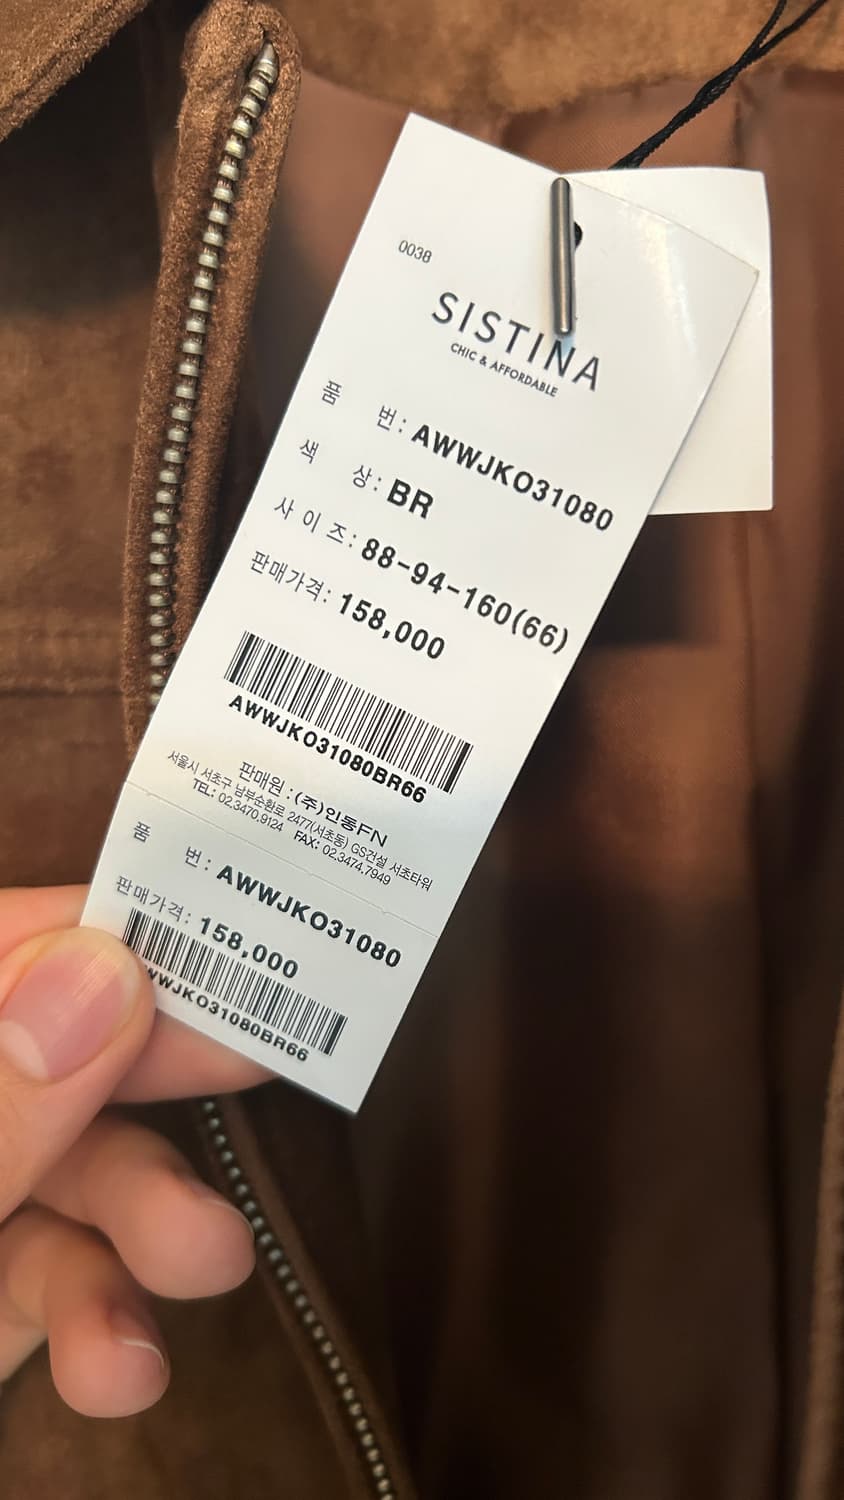 0038
SISTINA
CHIC & AFFORDABLE
품 번: AWWJKO31080
색 상: BR
사 이 즈: 88-94-160(66)
판매가격: 158,000
AWWJKO31080BR66
판매원 : (주)인동FN
서울시 서초구 남부순환로 2477(서초동) GS건설 서초타워
TEL: 02.3470.9124 FAX: 02.3474.7949
품 번: AWWJKO31080
판매가격: 158,000
WWJKO31080BR66